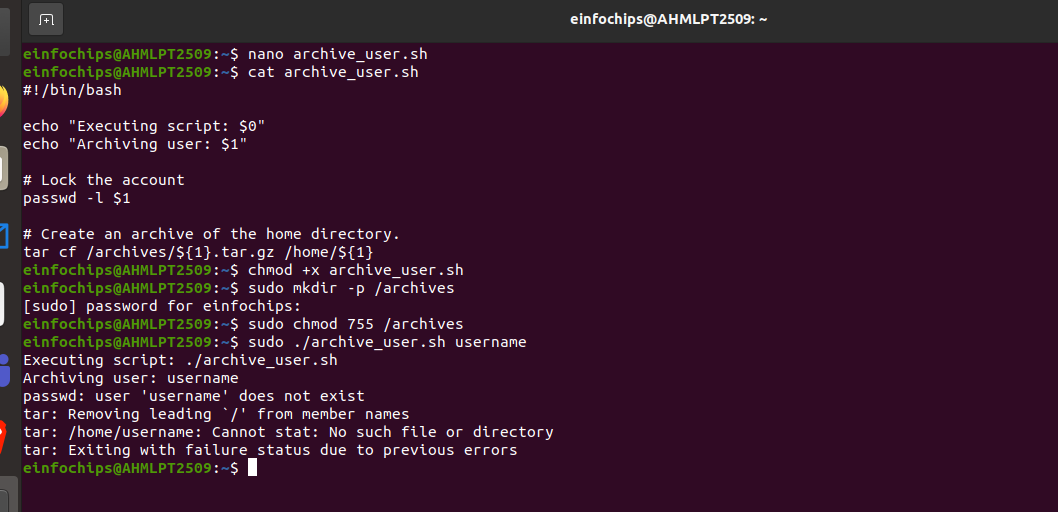 einfochips@AHMLPT2509: ~
einfochips@AHMLPT2509:~$ nano archive_user.sh
einfochips@AHMLPT2509:~$ cat archive_user.sh
#!/bin/bash
echo "Executing script: $0"
echo "Archiving user: $1"
# Lock the account
passwd -l $1
# Create an archive of the home directory.
tar cf /archives/${1}.tar.gz /home/${1}
einfochips@AHMLPT2509:~$ chmod +x archive_user.sh
einfochips@AHMLPT2509:~$ sudo mkdir -p /archives
[sudo] password for einfochips:
einfochips@AHMLPT2509:~$ sudo chmod 755 /archives
einfochips@AHMLPT2509:~$ sudo ./archive_user.sh username
Executing script: ./archive_user.sh
Archiving user: username
passwd: user 'username' does not exist
tar: Removing leading `/' from member names
tar: /home/username: Cannot stat: No such file or directory
tar: Exiting with failure status due to previous errors
einfochips@AHMLPT2509:~$